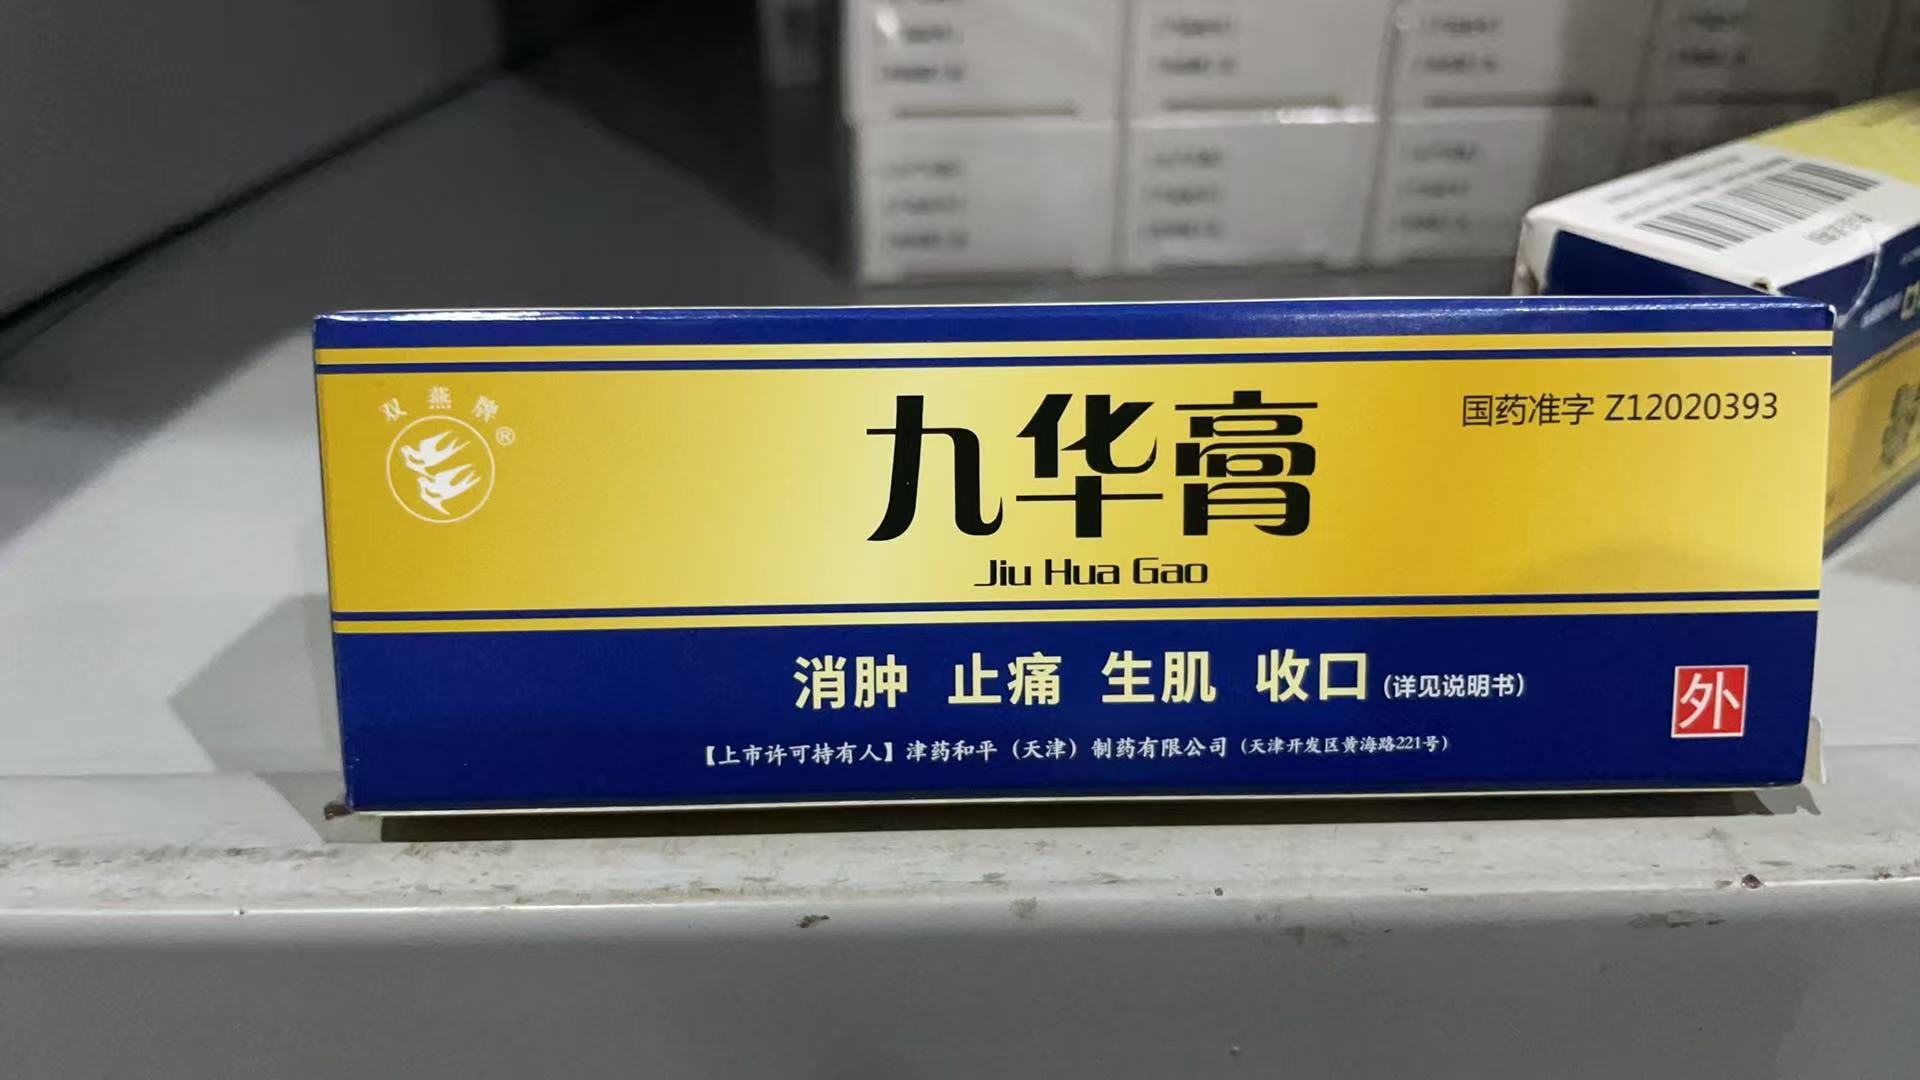 双燕牌®
九华膏
国药准字 Z12020393
Jiu Hua Gao
消肿 止痛 生肌 收口 (详见说明书)
外
【上市许可持有人】津药和平（天津）制药有限公司（天津开发区黄海路221号）